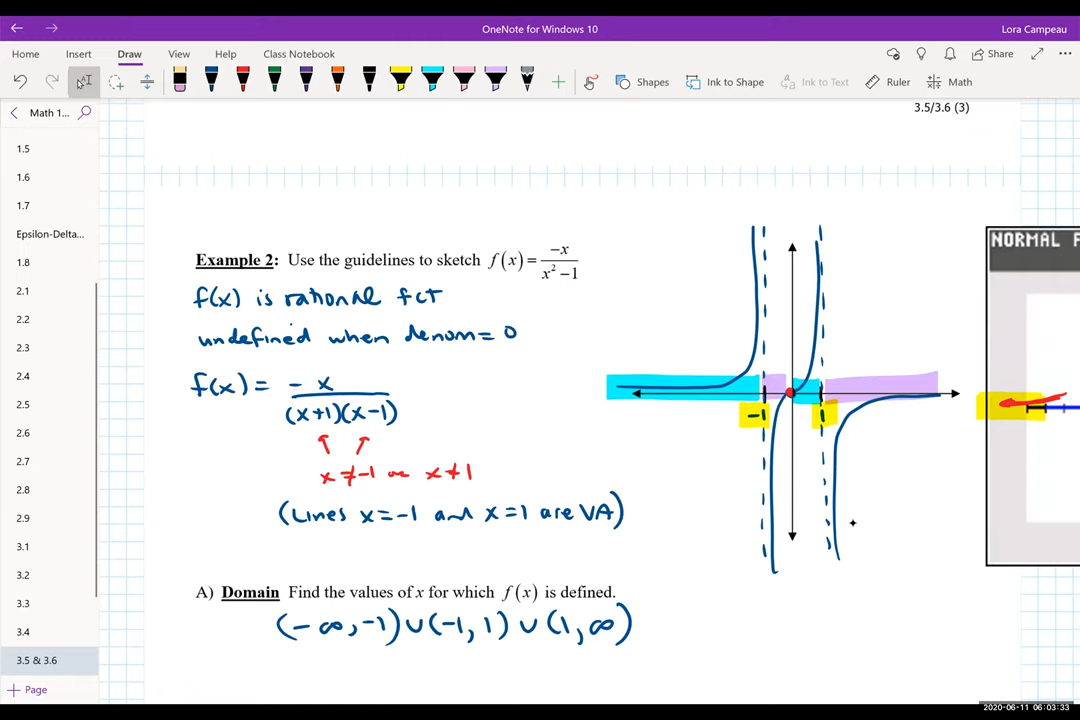 OneNote for Windows 10
Lora Campeau
Home Insert Draw View Help Class Notebook
Share
Shapes Ink to Shape Ink to Text Ruler Math
Math 1...
3.5/3.6 (3)
1.5
1.6
1.7
Epsilon-Delta...
1.8
2.1
2.2
2.3
2.4
2.5
2.6
2.7
2.8
2.9
3.1
3.2
3.3
3.4
3.5 & 3.6
Page
Example 2: Use the guidelines to sketch f(x) = -x / (x² - 1)
f(x) is rational fct
undefined when denom = 0
f(x) = -x / (x+1)(x-1)
x ≠ -1 or x ≠ 1
(Lines x = -1 and x = 1 are VA)
-1 1
NORMAL F
A) Domain Find the values of x for which f(x) is defined.
(-∞, -1) ∪ (-1, 1) ∪ (1, ∞)
2020-06-11 06:03:33